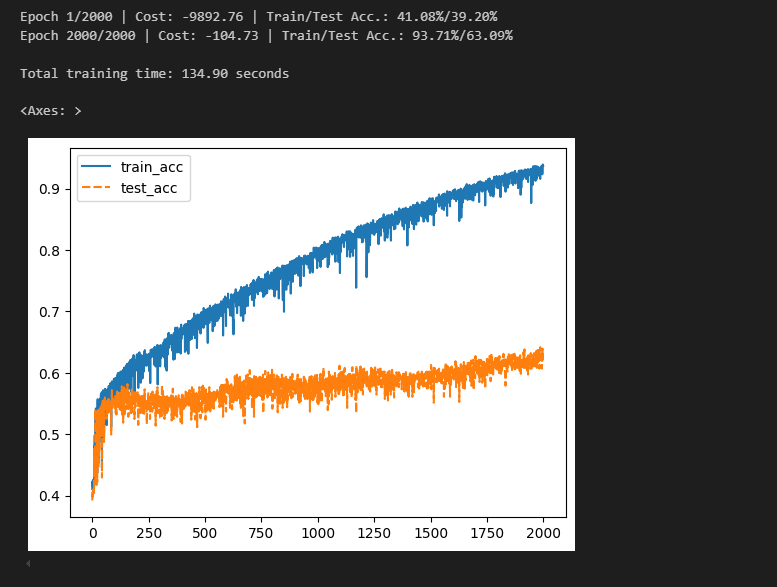 Epoch 1/2000 | Cost: -9892.76 | Train/Test Acc.: 41.08%/39.20%
Epoch 2000/2000 | Cost: -104.73 | Train/Test Acc.: 93.71%/63.09%
Total training time: 134.90 seconds
<Axes: >
train_acc
test_acc
0.9
0.8
0.7
0.6
0.5
0.4
0 250 500 750 1000 1250 1500 1750 2000